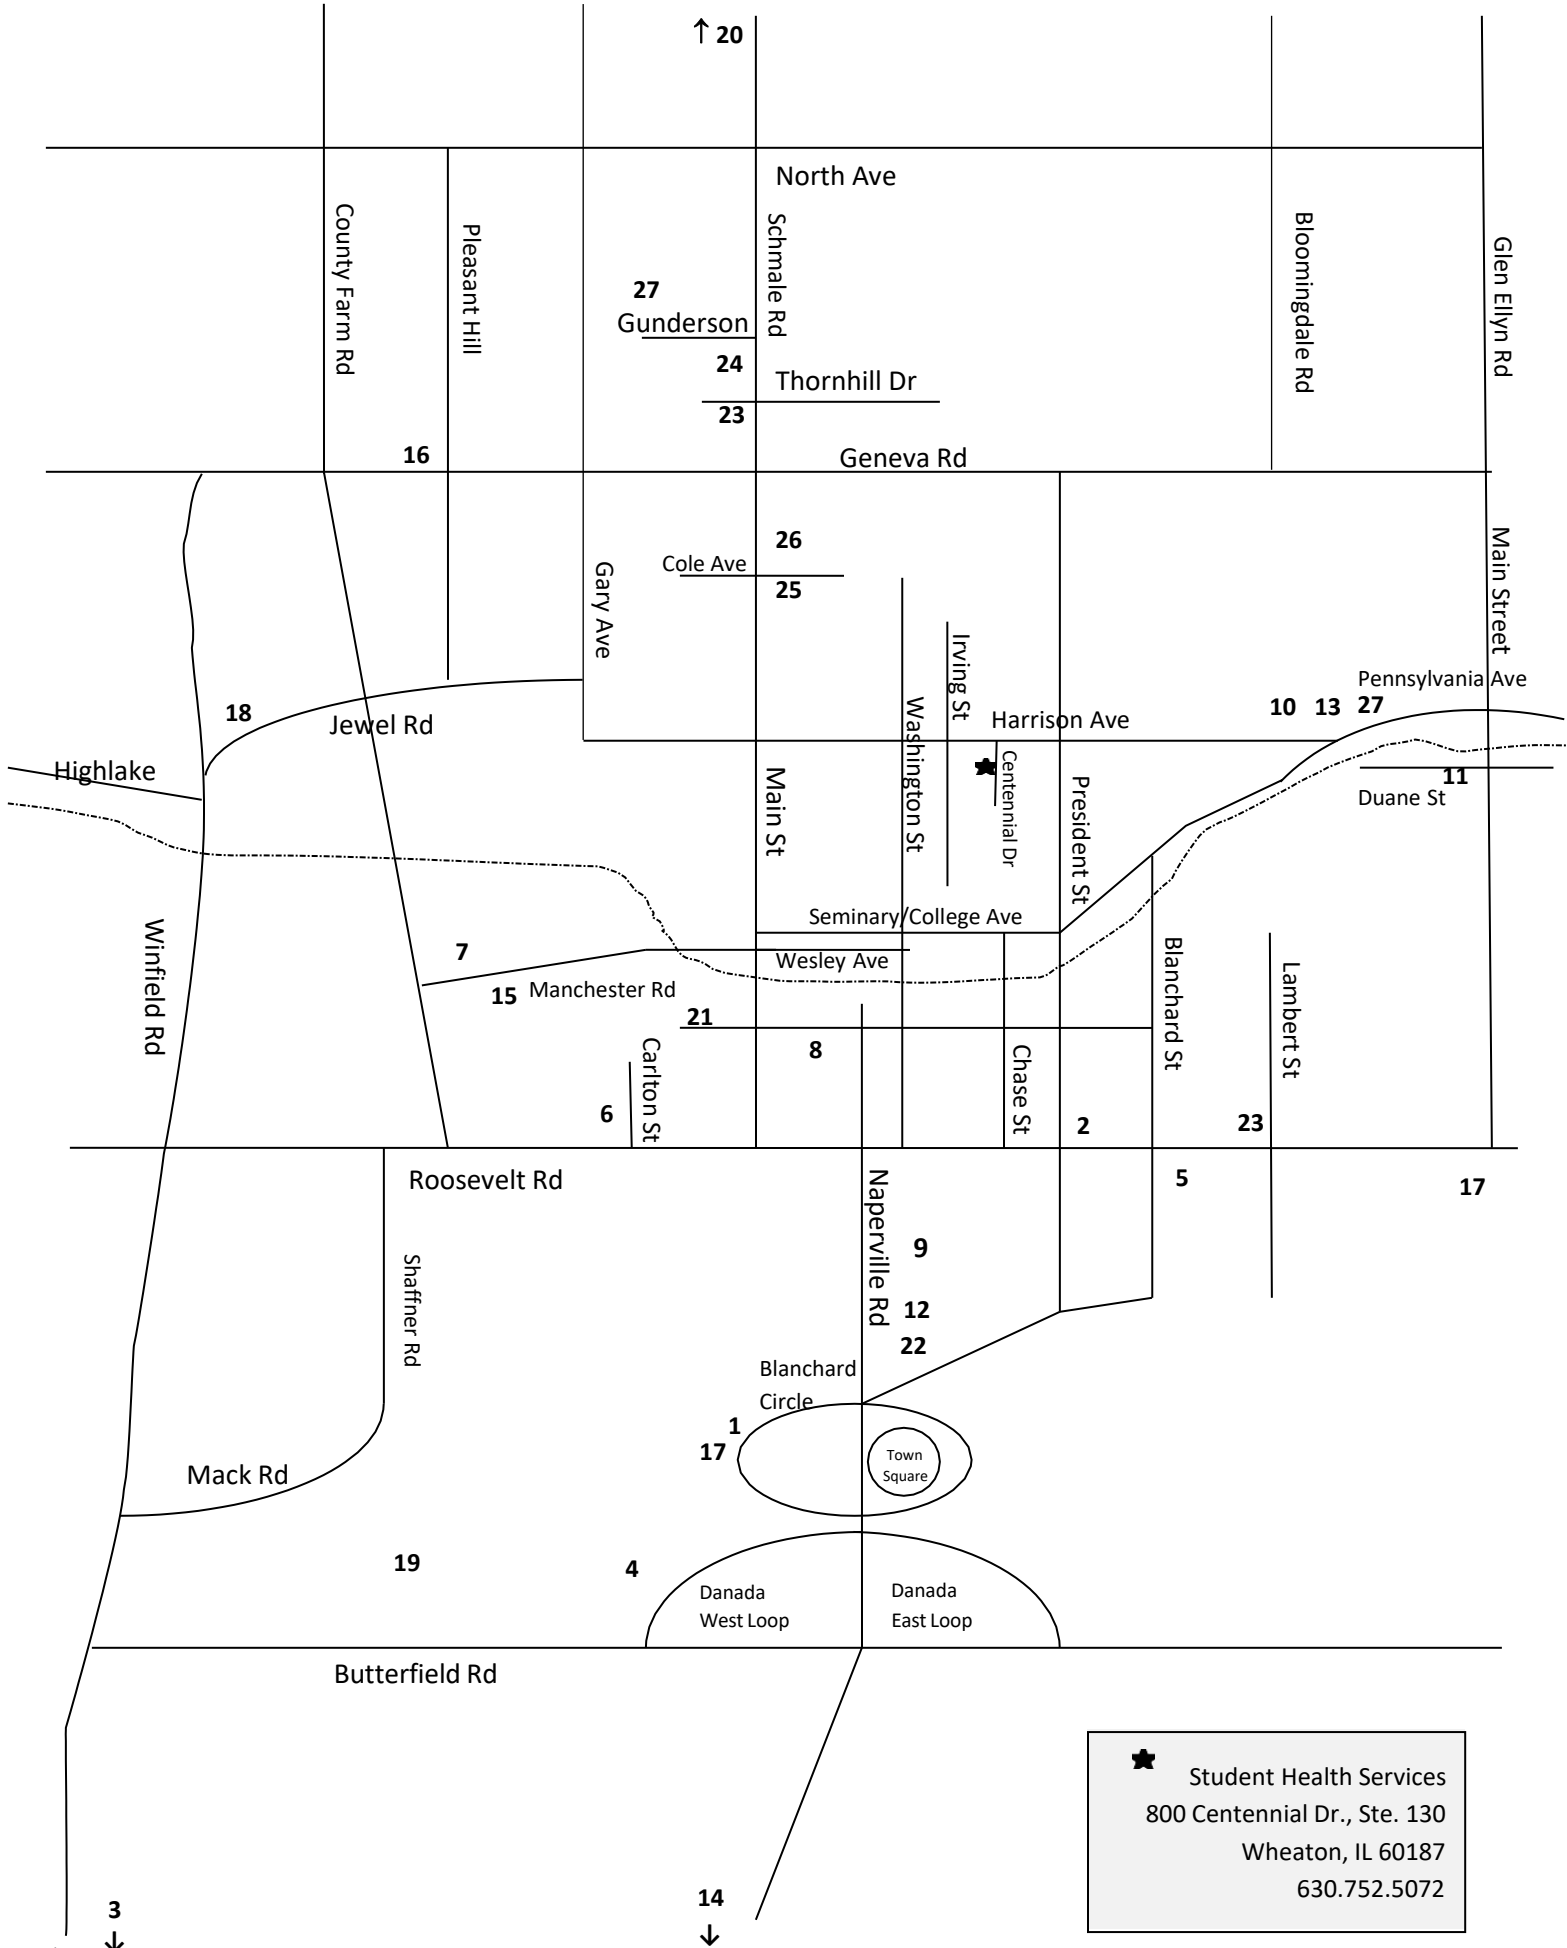 ↑ 20
North Ave
County Farm Rd
Pleasant Hill
Schmale Rd
Bloomingdale Rd
Glen Ellyn Rd
27
Gunderson
24
Thornhill Dr
23
16
Geneva Rd
26
Cole Ave
25
Gary Ave
Main Street
Irving St
Pennsylvania Ave
10 13 27
18
Jewel Rd
Washington St
Harrison Ave
Highlake
Main St
Centennial Dr
President St
11
Duane St
Seminary/College Ave
Winfield Rd
7
Wesley Ave
Blanchard St
Lambert St
15 Manchester Rd
21
8
Carlton St
Chase St
6
2
23
Roosevelt Rd
Naperville Rd
5
17
9
Shaffner Rd
12
22
Blanchard
Circle
1
17
Town
Square
Mack Rd
19
4
Danada
West Loop
Danada
East Loop
Butterfield Rd
Student Health Services
800 Centennial Dr., Ste. 130
Wheaton, IL 60187
630.752.5072
14
↓
3
↓